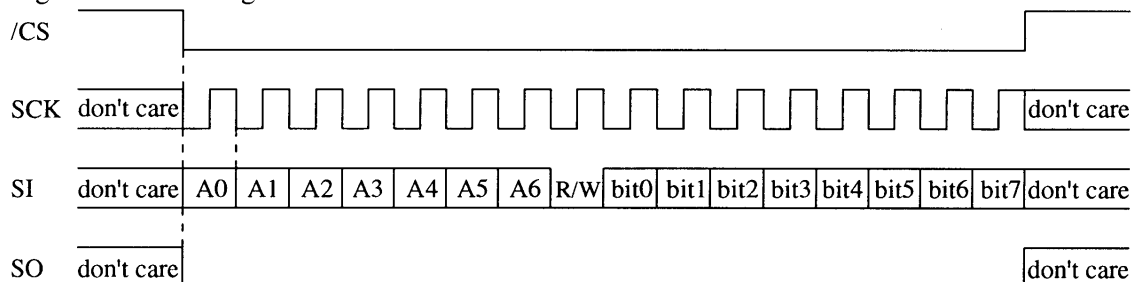 /CS
SCK don't care don't care
SI don't care A0 A1 A2 A3 A4 A5 A6 R/W bit0 bit1 bit2 bit3 bit4 bit5 bit6 bit7 don't care
SO don't care don't care